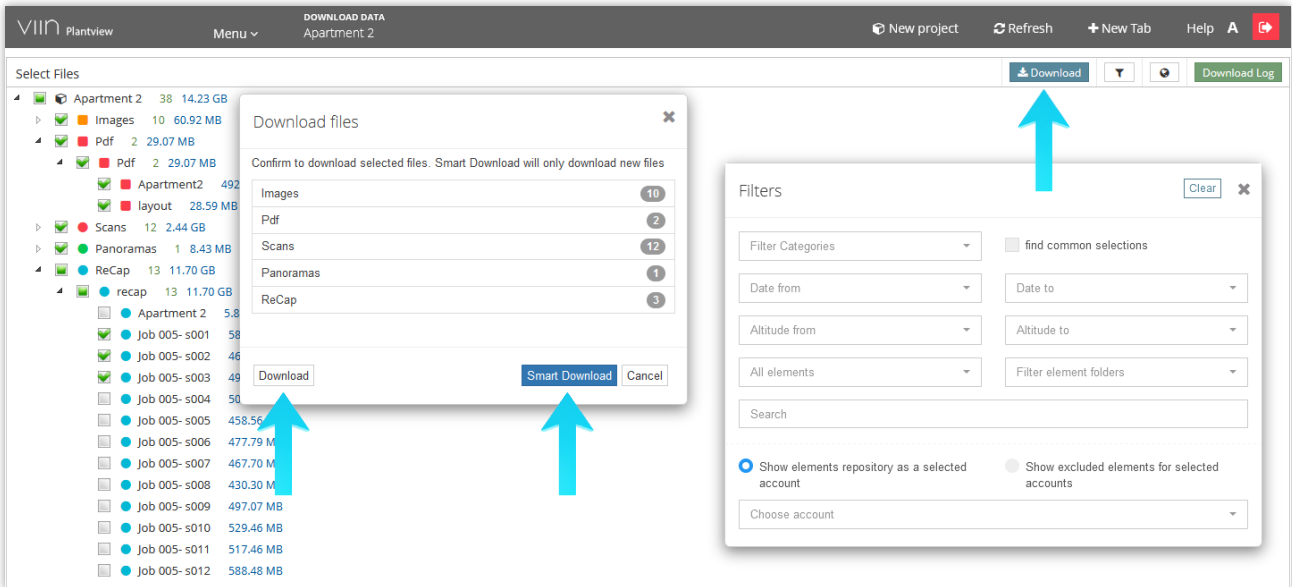 VIIN Plantview
Menu
DOWNLOAD DATA
Apartment 2
New project
Refresh
New Tab
Help A
Select Files
Download
Download Log
Apartment 2 38 14.23 GB
Images 10 60.92 MB
Pdf 2 29.07 MB
Pdf 2 29.07 MB
Apartment2 492
layout 28.59 MB
Scans 12 2.44 GB
Panoramas 1 8.43 MB
ReCap 13 11.70 GB
recap 13 11.70 GB
Apartment 2 5.8
Job 005- s001 58
Job 005- s002 46
Job 005- s003 49
Job 005- s004 50
Job 005- s005 458.56
Job 005- s006 477.79 M
Job 005- s007 467.70 M
Job 005- s008 430.30 M
Job 005- s009 497.07 MB
Job 005- s010 529.46 MB
Job 005- s011 517.46 MB
Job 005- s012 588.48 MB
Download files
Confirm to download selected files. Smart Download will only download new files
Images 10
Pdf 2
Scans 12
Panoramas 1
ReCap 3
Download
Smart Download
Cancel
Filters
Clear
Filter Categories
find common selections
Date from
Date to
Altitude from
Altitude to
All elements
Filter element folders
Search
Show elements repository as a selected
account
Show excluded elements for selected
accounts
Choose account